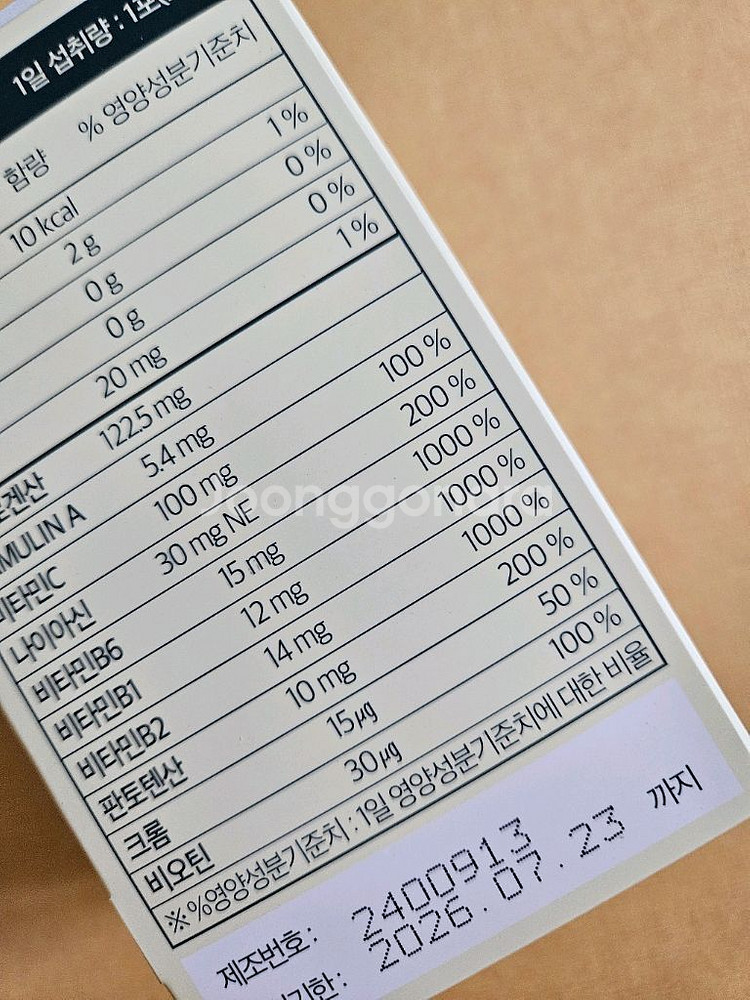 1일 섭취량 : 1포(
함량 %영양성분기준치
10 kcal
2 g 1 %
0 g 0 %
0 g 0 %
20 mg 1 %
로겐산 122.5 mg
MULIN A 5.4 mg
비타민C 100 mg 100 %
나이아신 30 mg NE 200 %
비타민B6 15 mg 1000 %
비타민B1 12 mg 1000 %
비타민B2 14 mg 1000 %
판토텐산 10 mg 200 %
크롬 15㎍ 50 %
비오틴 30㎍ 100 %
※%영양성분기준치 : 1일 영양성분기준치에 대한 비율
제조번호: 2400913
기한: 2026.07.23 까지
Joonggonara